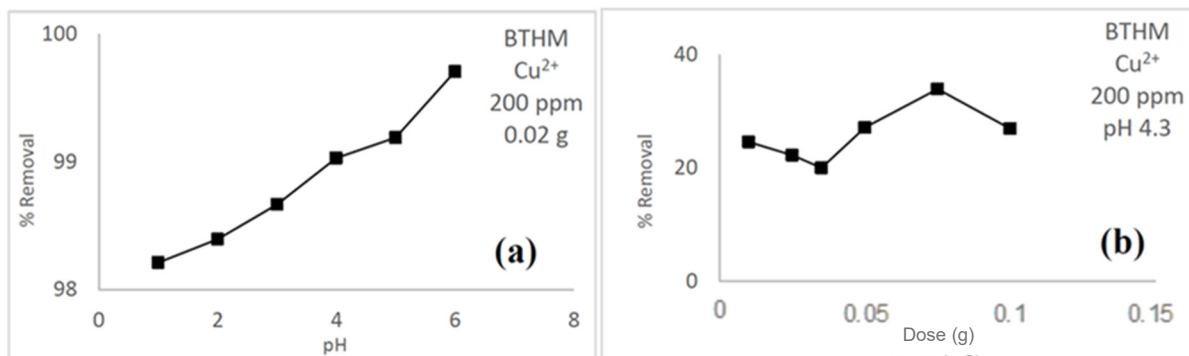 100
99
98
% Removal
0
2
4
6
8
pH
BTHM
Cu²⁺
200 ppm
0.02 g
(a)
40
20
0
% Removal
0
0.05
0.1
0.15
Dose (g)
BTHM
Cu²⁺
200 ppm
pH 4.3
(b)